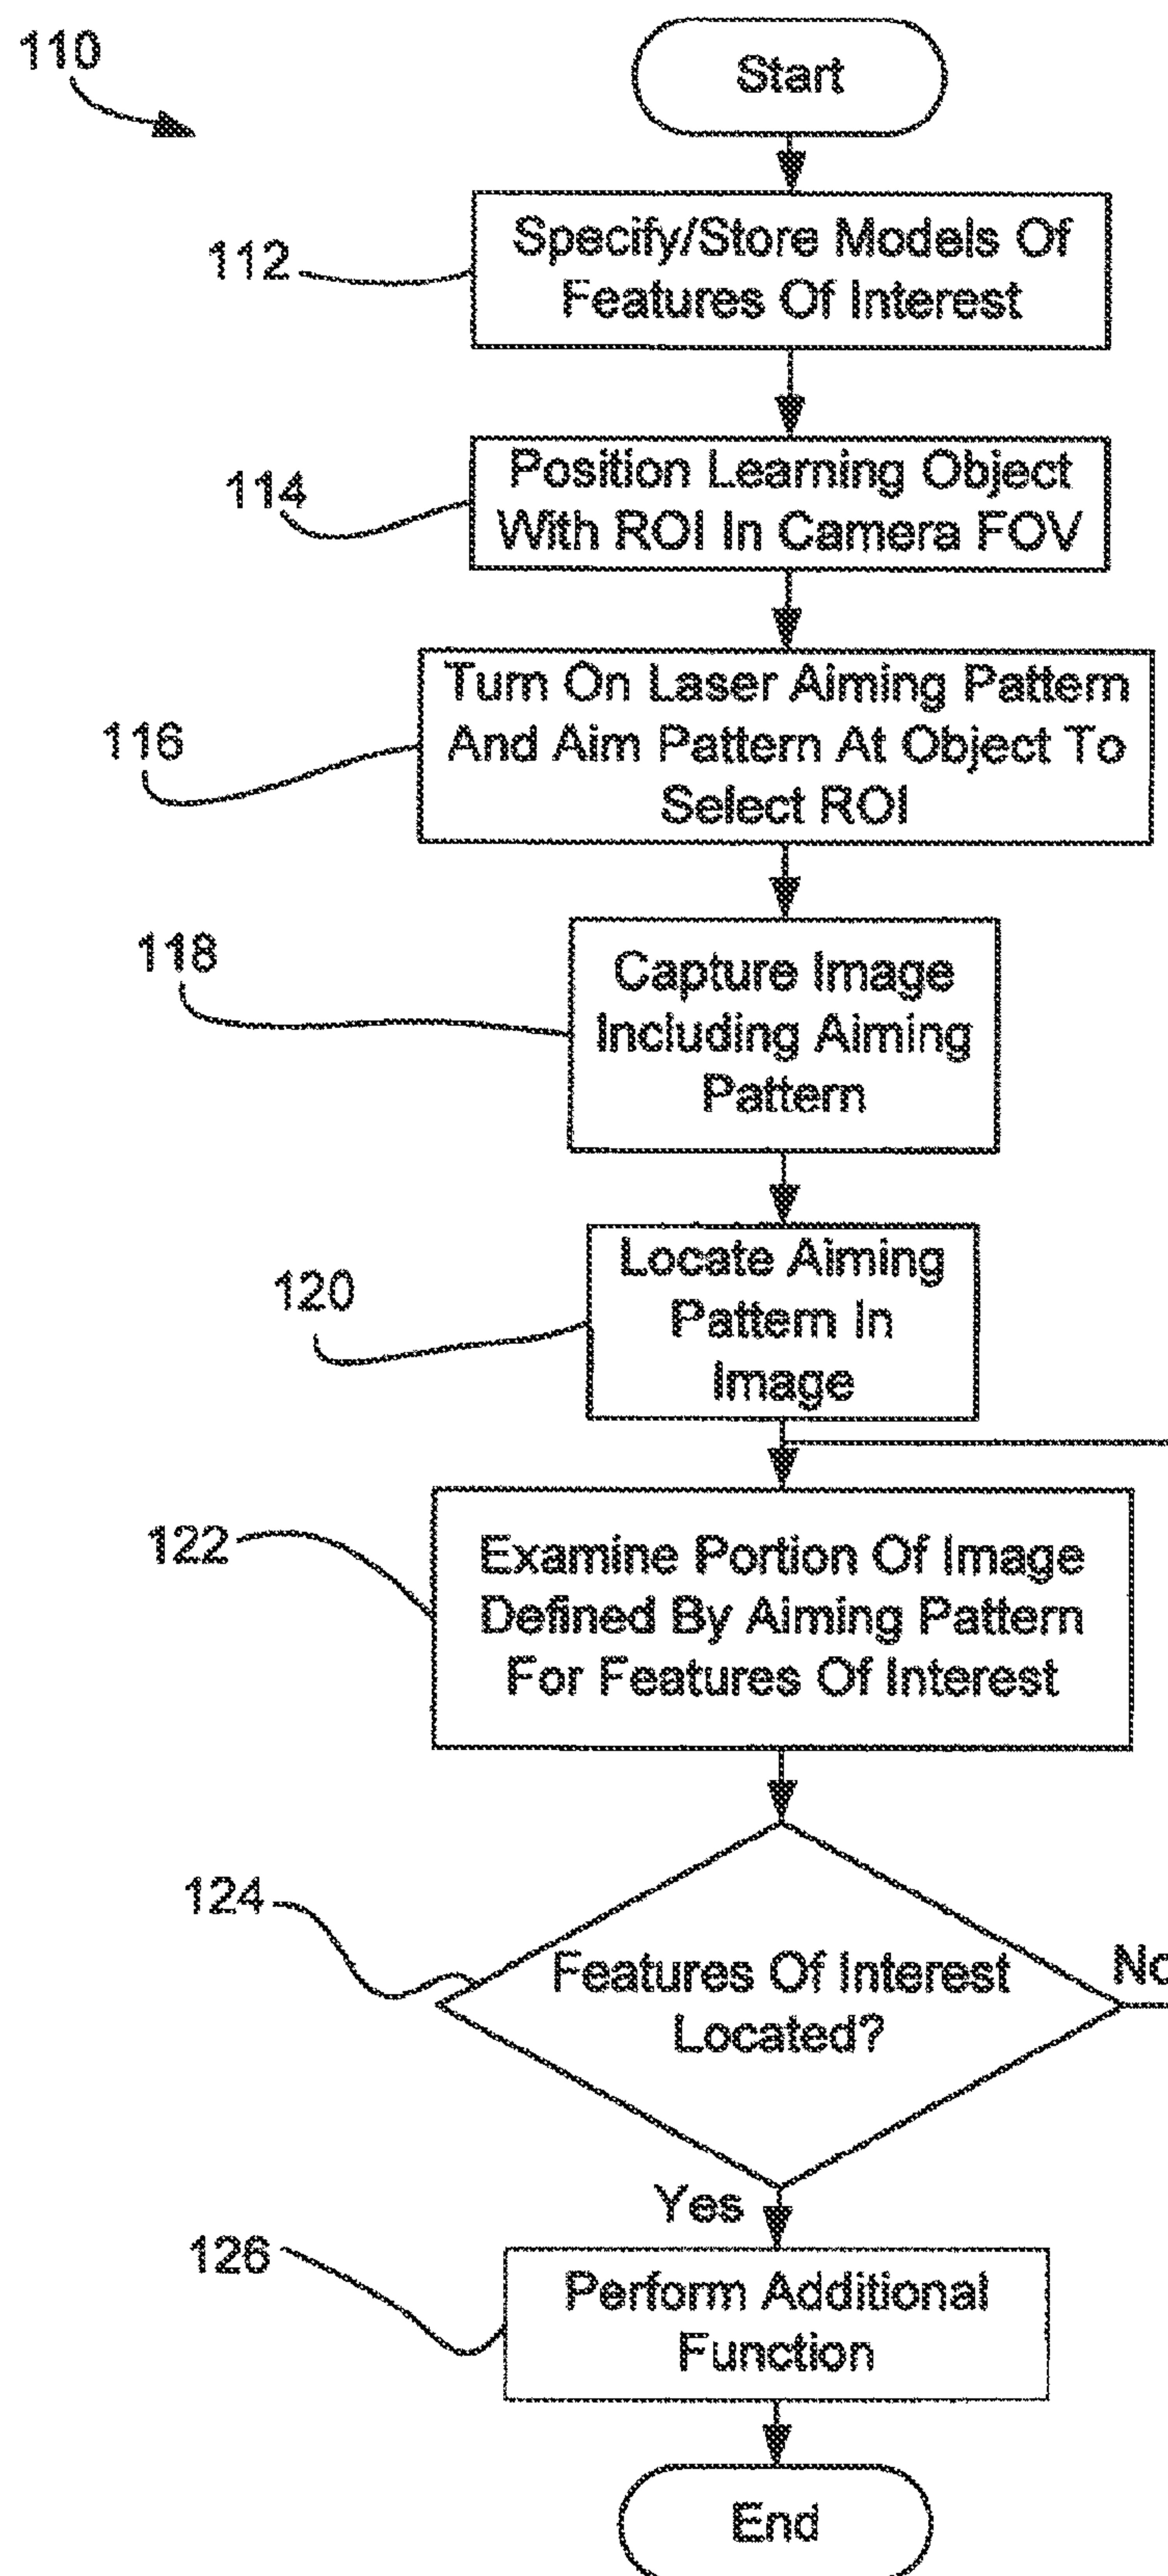 110
Start
112
Specify/Store Models Of
Features Of Interest
114
Position Learning Object
With ROI In Camera FOV
116
Turn On Laser Aiming Pattern
And Aim Pattern At Object To
Select ROI
118
Capture Image
Including Aiming
Pattern
120
Locate Aiming
Pattern In
Image
122
Examine Portion Of Image
Defined By Aiming Pattern
For Features Of Interest
124
Features Of Interest
Located?
No
Yes
126
Perform Additional
Function
End